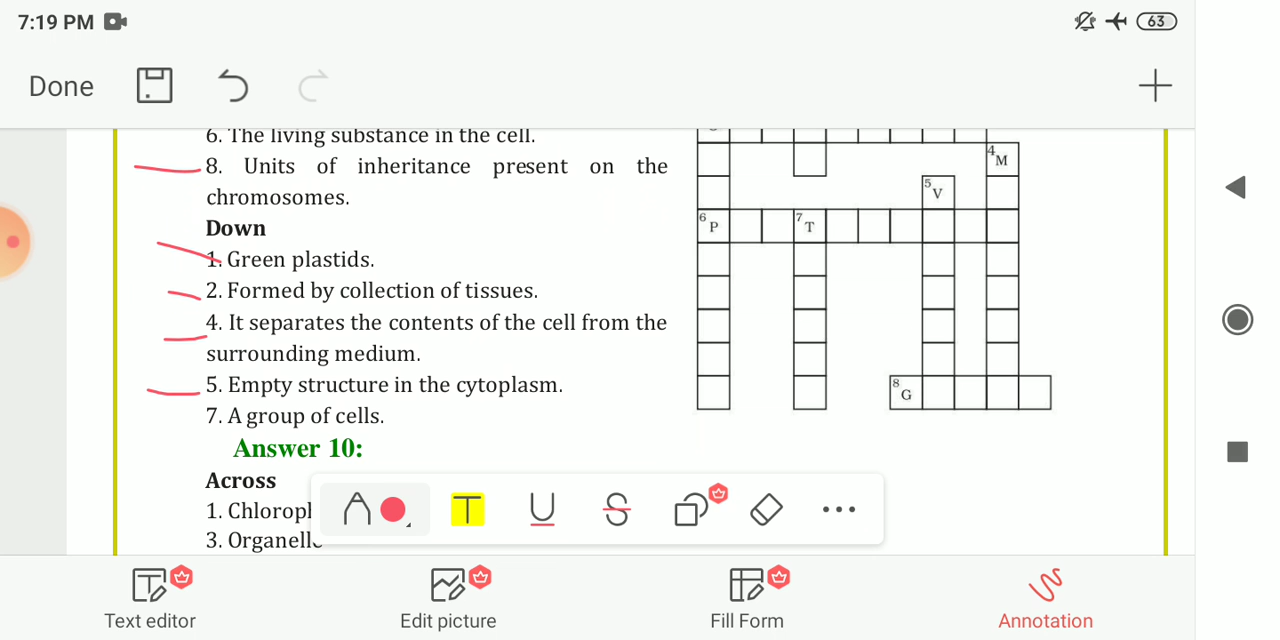 7:19 PM
63
Done
6. The living substance in the cell.
8. Units of inheritance present on the
chromosomes.
Down
1. Green plastids.
2. Formed by collection of tissues.
4. It separates the contents of the cell from the
surrounding medium.
5. Empty structure in the cytoplasm.
7. A group of cells.
4 M
5 V
6 P
7 T
8 G
Answer 10:
Across
1. Chlorop
3. Organelle
T
U
S
Text editor
Edit picture
Fill Form
Annotation